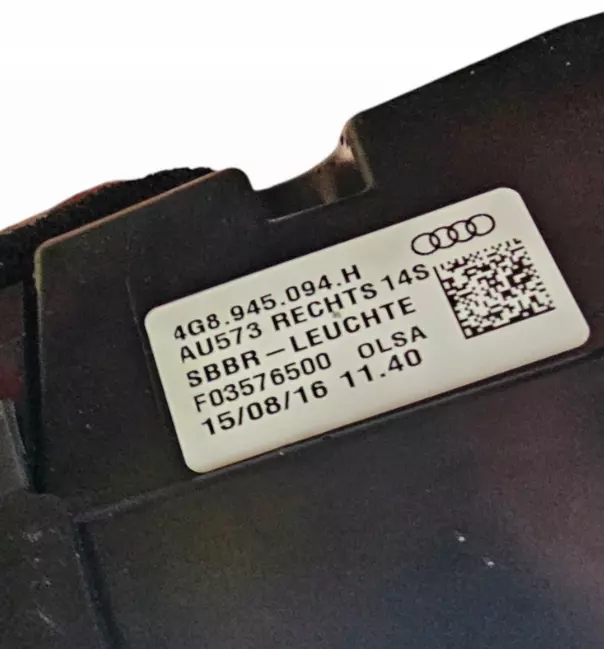 4G8.945.094.H
AU573 RECHTS 14S
SBBR-LEUCHTE
F03576500 OLSA
15/08/16 11.40